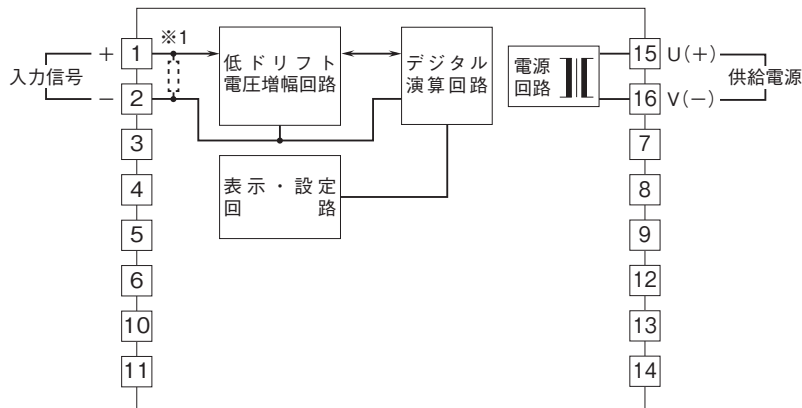 ※1
+ 1
入力信号
− 2
3
4
5
6
10
11
低ドリフト
電圧増幅回路
デジタル
演算回路
表示・設定
回路
電源
回路
15 U(+)
供給電源
16 V(−)
7
8
9
12
13
14